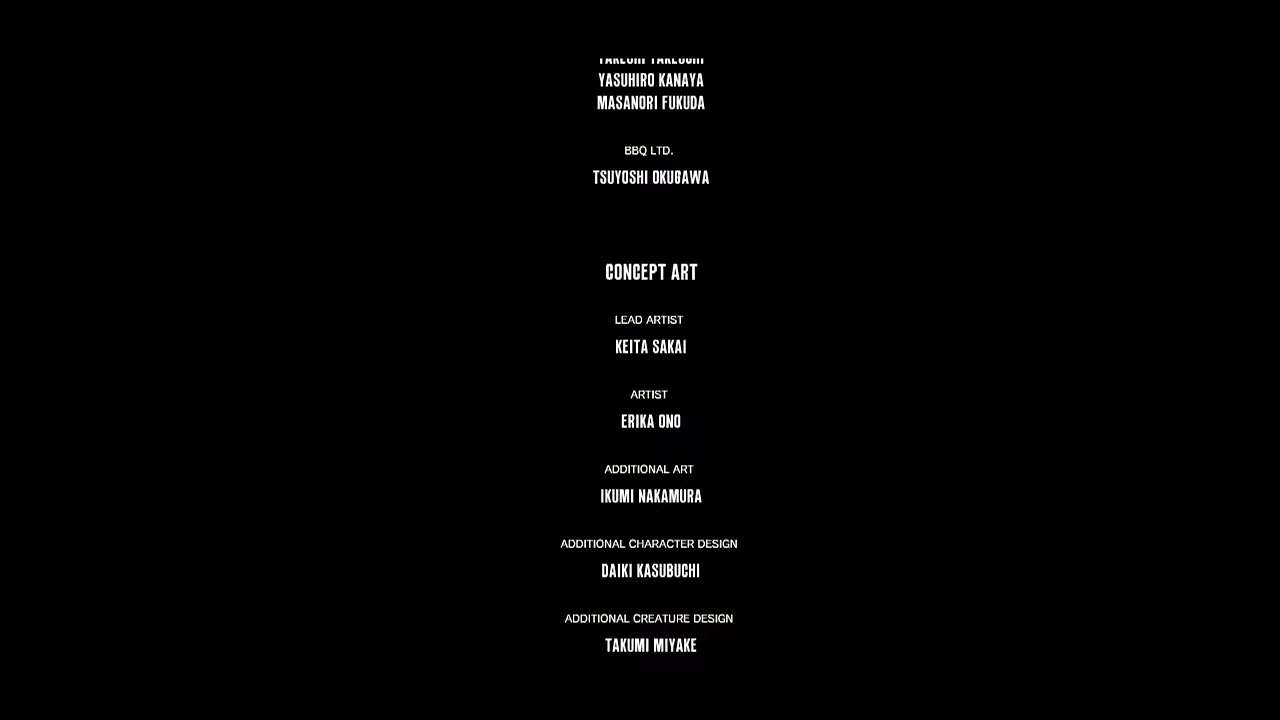 YASUHIRO KANAYA
MASANORI FUKUDA
BBQ LTD.
TSUYOSHI OKUGAWA
CONCEPT ART
LEAD ARTIST
KEITA SAKAI
ARTIST
ERIKA ONO
ADDITIONAL ART
IKUMI NAKAMURA
ADDITIONAL CHARACTER DESIGN
DAIKI KASUBUCHI
ADDITIONAL CREATURE DESIGN
TAKUMI MIYAKE